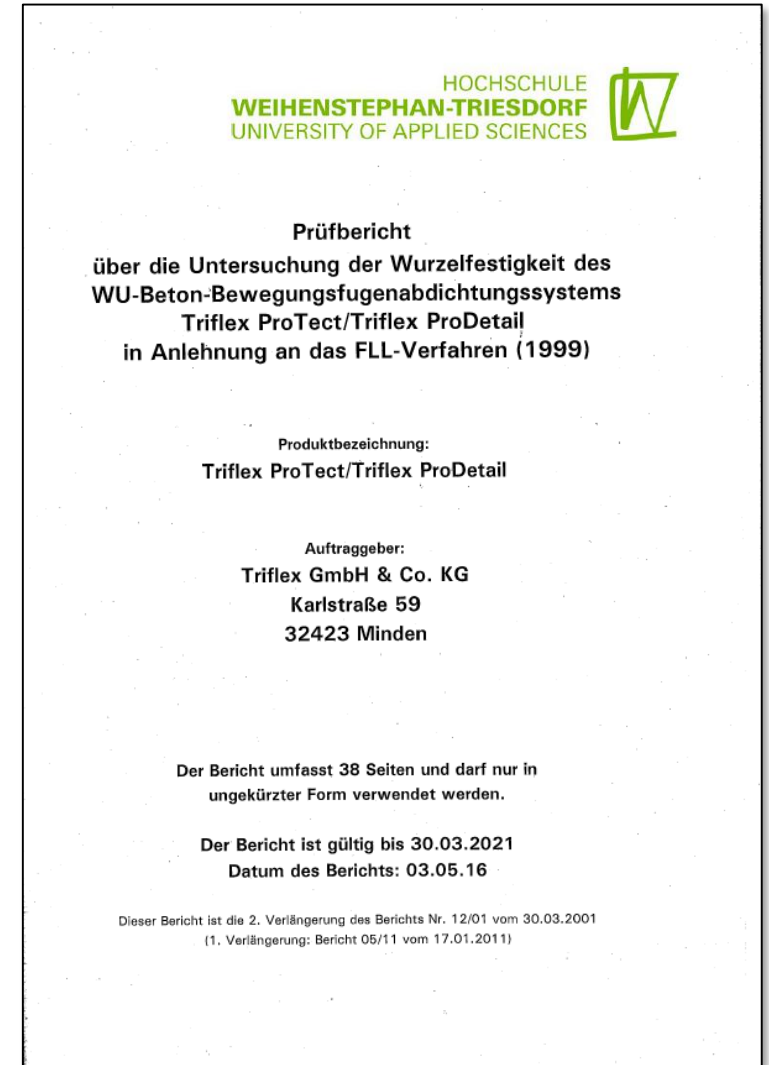 HOCHSCHULE
WEIHENSTEPHAN-TRIESDORF
UNIVERSITY OF APPLIED SCIENCES
Prüfbericht
über die Untersuchung der Wurzelfestigkeit des
WU-Beton-Bewegungsfugenabdichtungssystems
Triflex ProTect/Triflex ProDetail
in Anlehnung an das FLL-Verfahren (1999)
Produktbezeichnung:
Triflex ProTect/Triflex ProDetail
Auftraggeber:
Triflex GmbH & Co. KG
Karlstraße 59
32423 Minden
Der Bericht umfasst 38 Seiten und darf nur in
ungekürzter Form verwendet werden.
Der Bericht ist gültig bis 30.03.2021
Datum des Berichts: 03.05.16
Dieser Bericht ist die 2. Verlängerung des Berichts Nr. 12/01 vom 30.03.2001
(1. Verlängerung: Bericht 05/11 vom 17.01.2011)